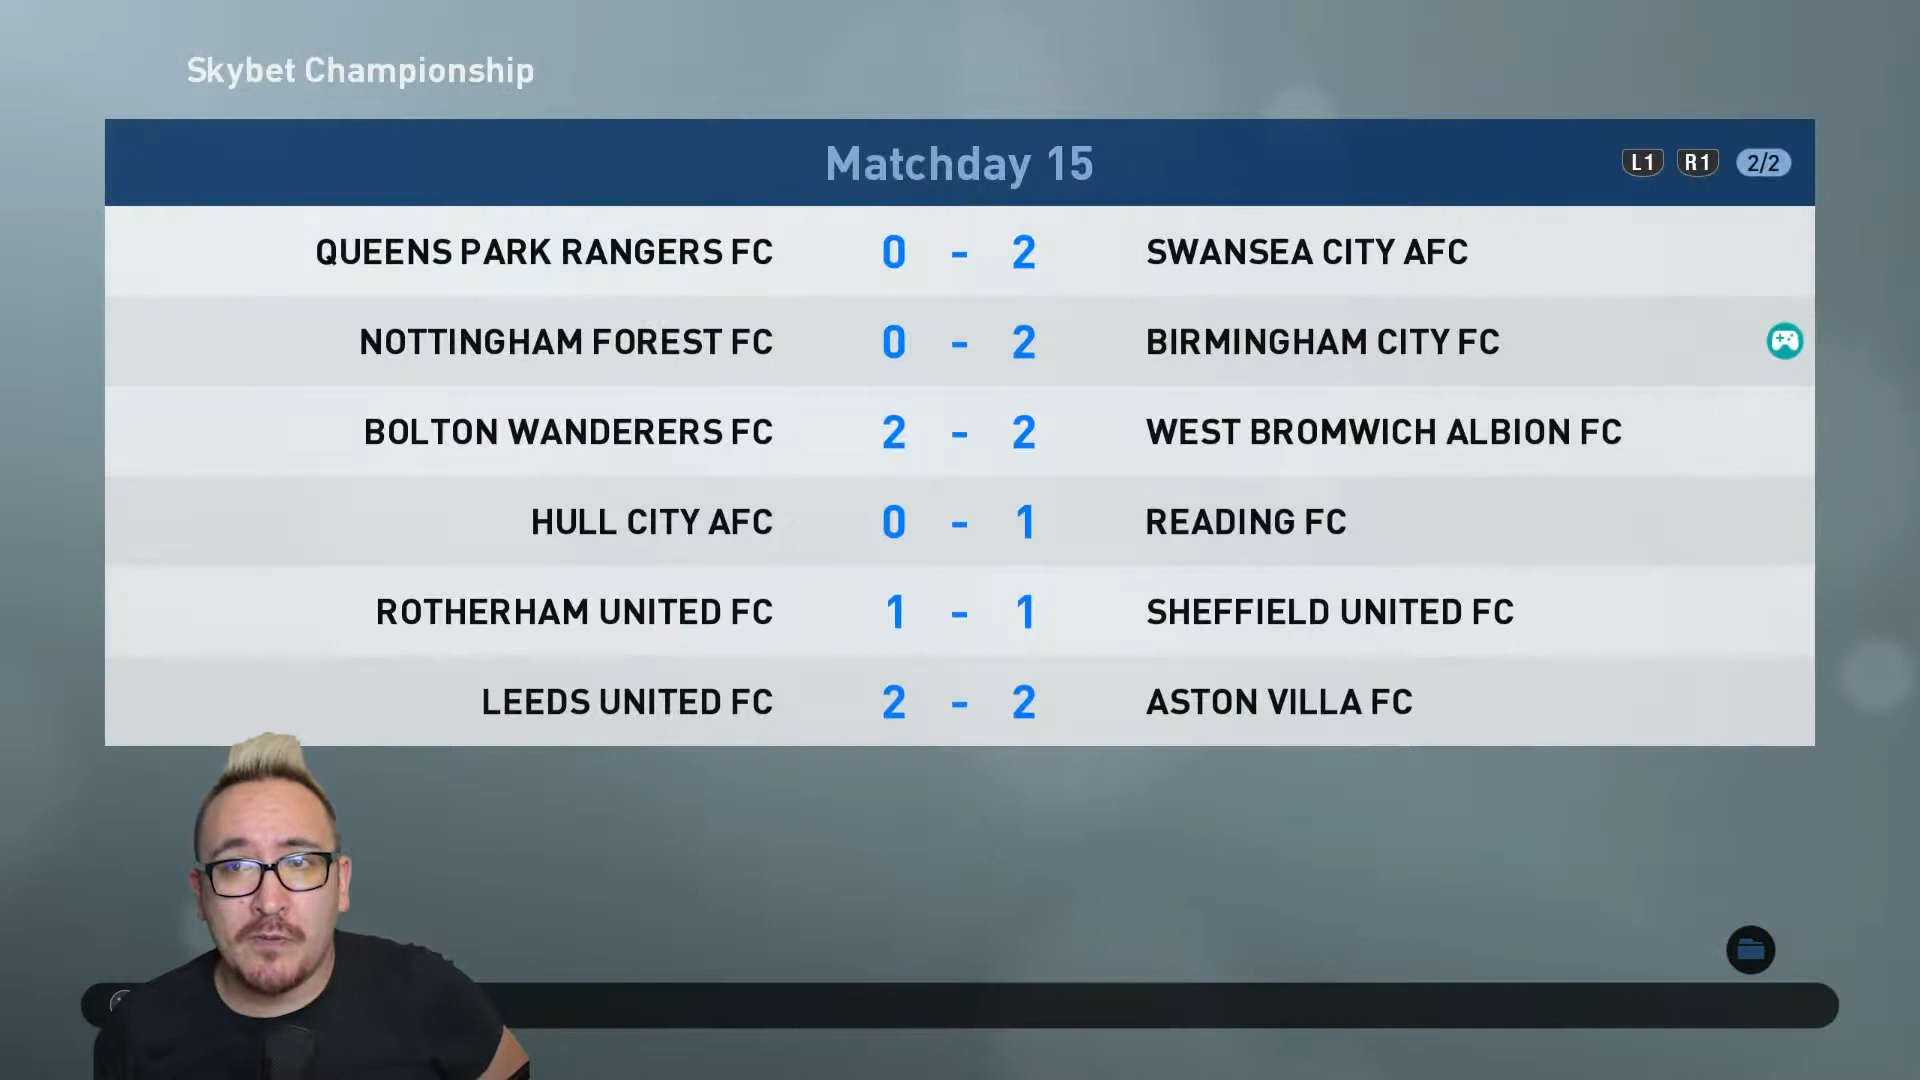 Skybet Championship
Matchday 15 L1 R1 2/2
QUEENS PARK RANGERS FC 0 - 2 SWANSEA CITY AFC
NOTTINGHAM FOREST FC 0 - 2 BIRMINGHAM CITY FC
BOLTON WANDERERS FC 2 - 2 WEST BROMWICH ALBION FC
HULL CITY AFC 0 - 1 READING FC
ROTHERHAM UNITED FC 1 - 1 SHEFFIELD UNITED FC
LEEDS UNITED FC 2 - 2 ASTON VILLA FC